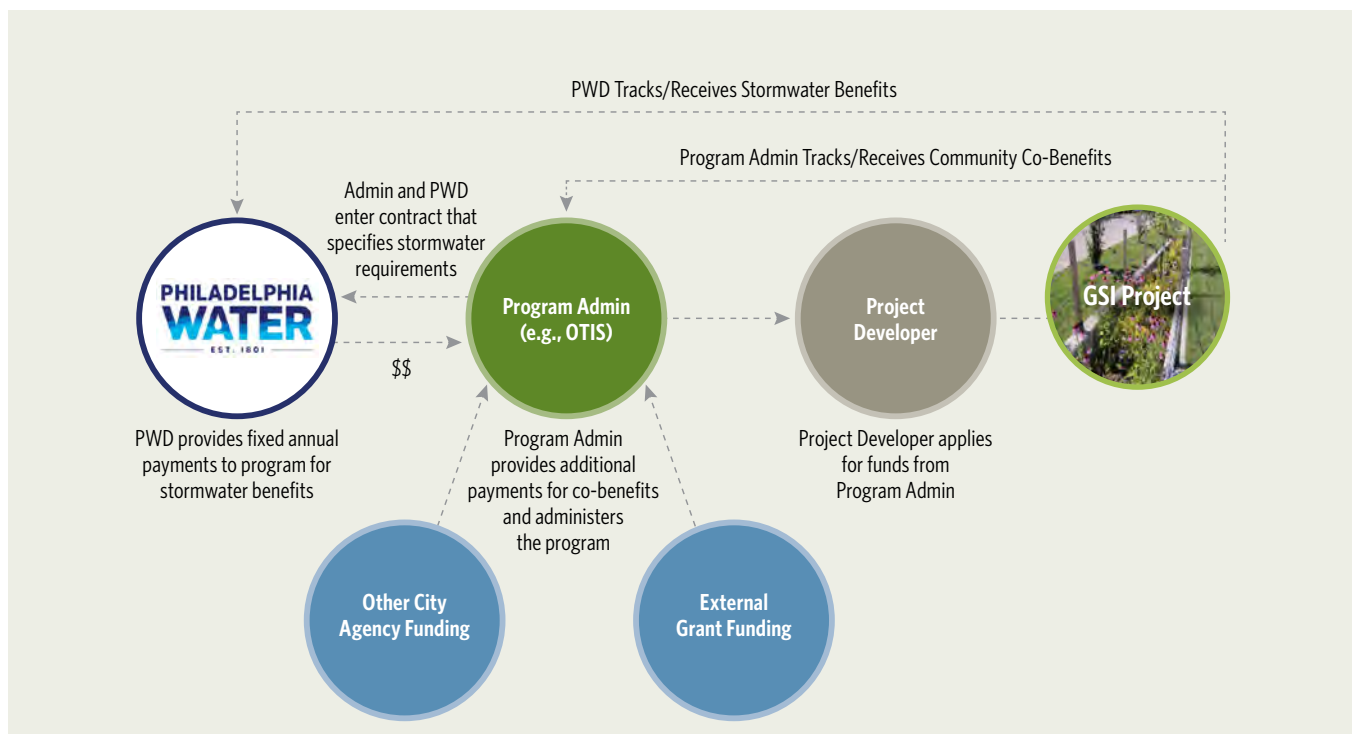 PWD Tracks/Receives Stormwater Benefits
Program Admin Tracks/Receives Community Co-Benefits
Admin and PWD
enter contract that
specifies stormwater
requirements
PHILADELPHIA
WATER
EST. 1801
$$
Program Admin
(e.g., OTIS)
Project
Developer
GSI Project
PWD provides fixed annual
payments to program for
stormwater benefits
Program Admin
provides additional
payments for co-benefits
and administers
the program
Project Developer applies
for funds from
Program Admin
Other City
Agency Funding
External
Grant Funding